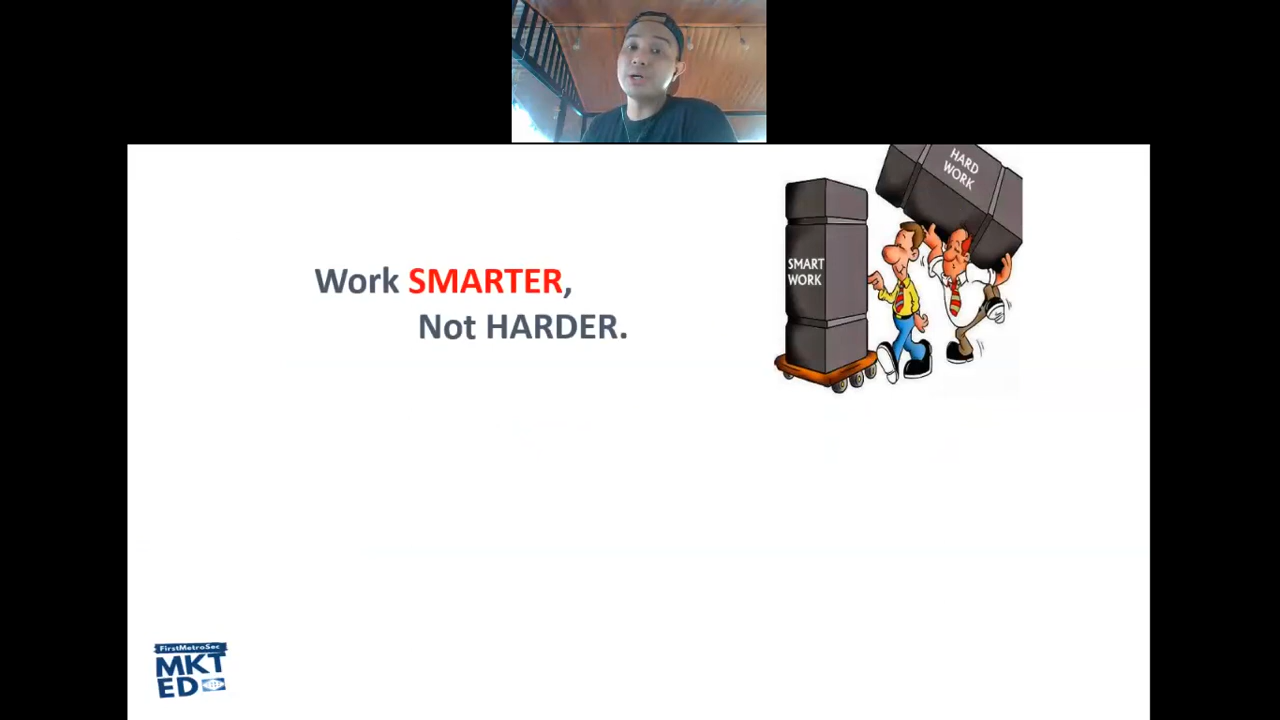 HARD
WORK
SMART
WORK
Work SMARTER,
Not HARDER.
FirstMetroSec
MKT
ED